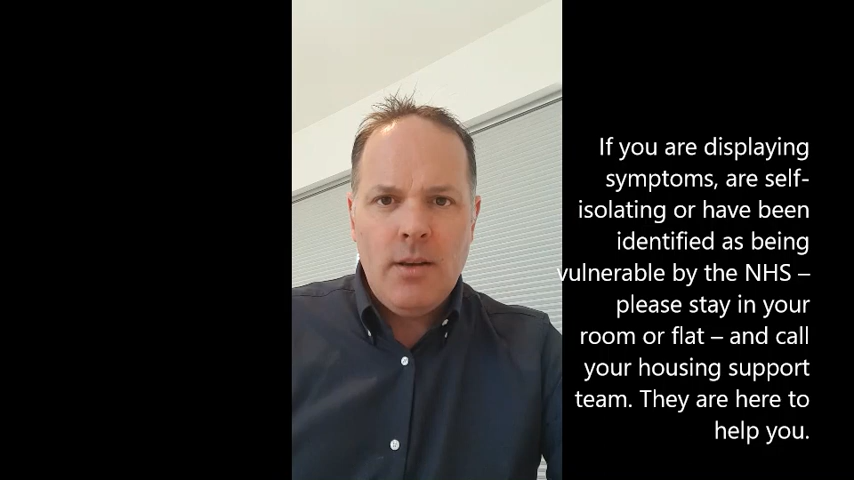 If you are displaying
symptoms, are self-
isolating or have been
identified as being
vulnerable by the NHS –
please stay in your
room or flat – and call
your housing support
team. They are here to
help you.